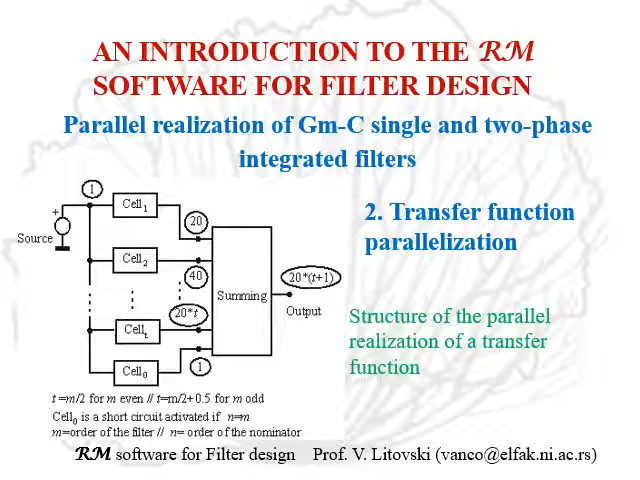 AN INTRODUCTION TO THE RM
SOFTWARE FOR FILTER DESIGN
Parallel realization of Gm-C single and two-phase
integrated filters
2. Transfer function
parallelization
1
Cell1
20
+
Source
Cell2
40
Summing
20*(t+1)
Output
20*t
Cellt
Cell0
1
Structure of the parallel
realization of a transfer
function
t =m/2 for m even // t=m/2+0.5 for m odd
Cell0 is a short circuit activated if n=m
m=order of the filter // n= order of the nominator
RM software for Filter design Prof. V. Litovski (vanco@elfak.ni.ac.rs)